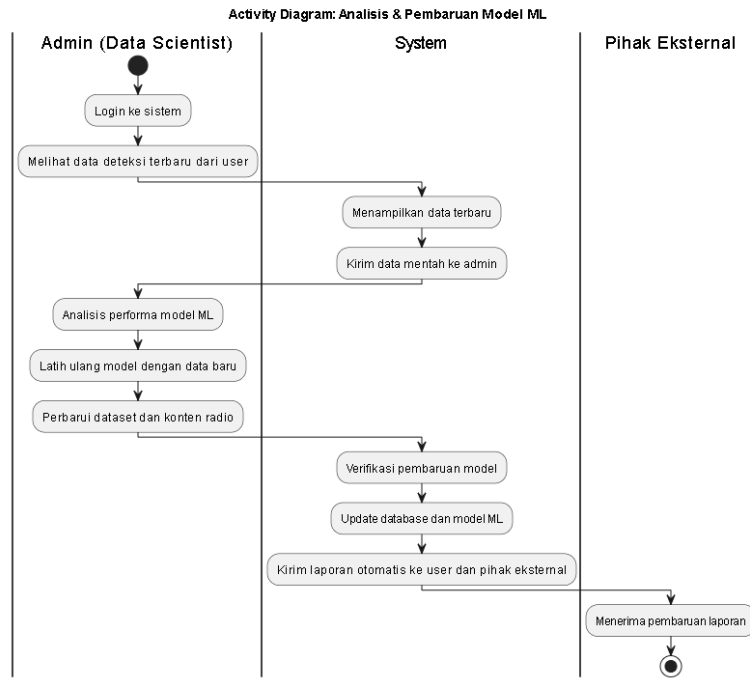 Activity Diagram: Analisis & Pembaruan Model ML
Admin (Data Scientist)
System
Pihak Eksternal
Login ke sistem
Melihat data deteksi terbaru dari user
Menampilkan data terbaru
Kirim data mentah ke admin
Analisis performa model ML
Latih ulang model dengan data baru
Perbarui dataset dan konten radio
Verifikasi pembaruan model
Update database dan model ML
Kirim laporan otomatis ke user dan pihak eksternal
Menerima pembaruan laporan